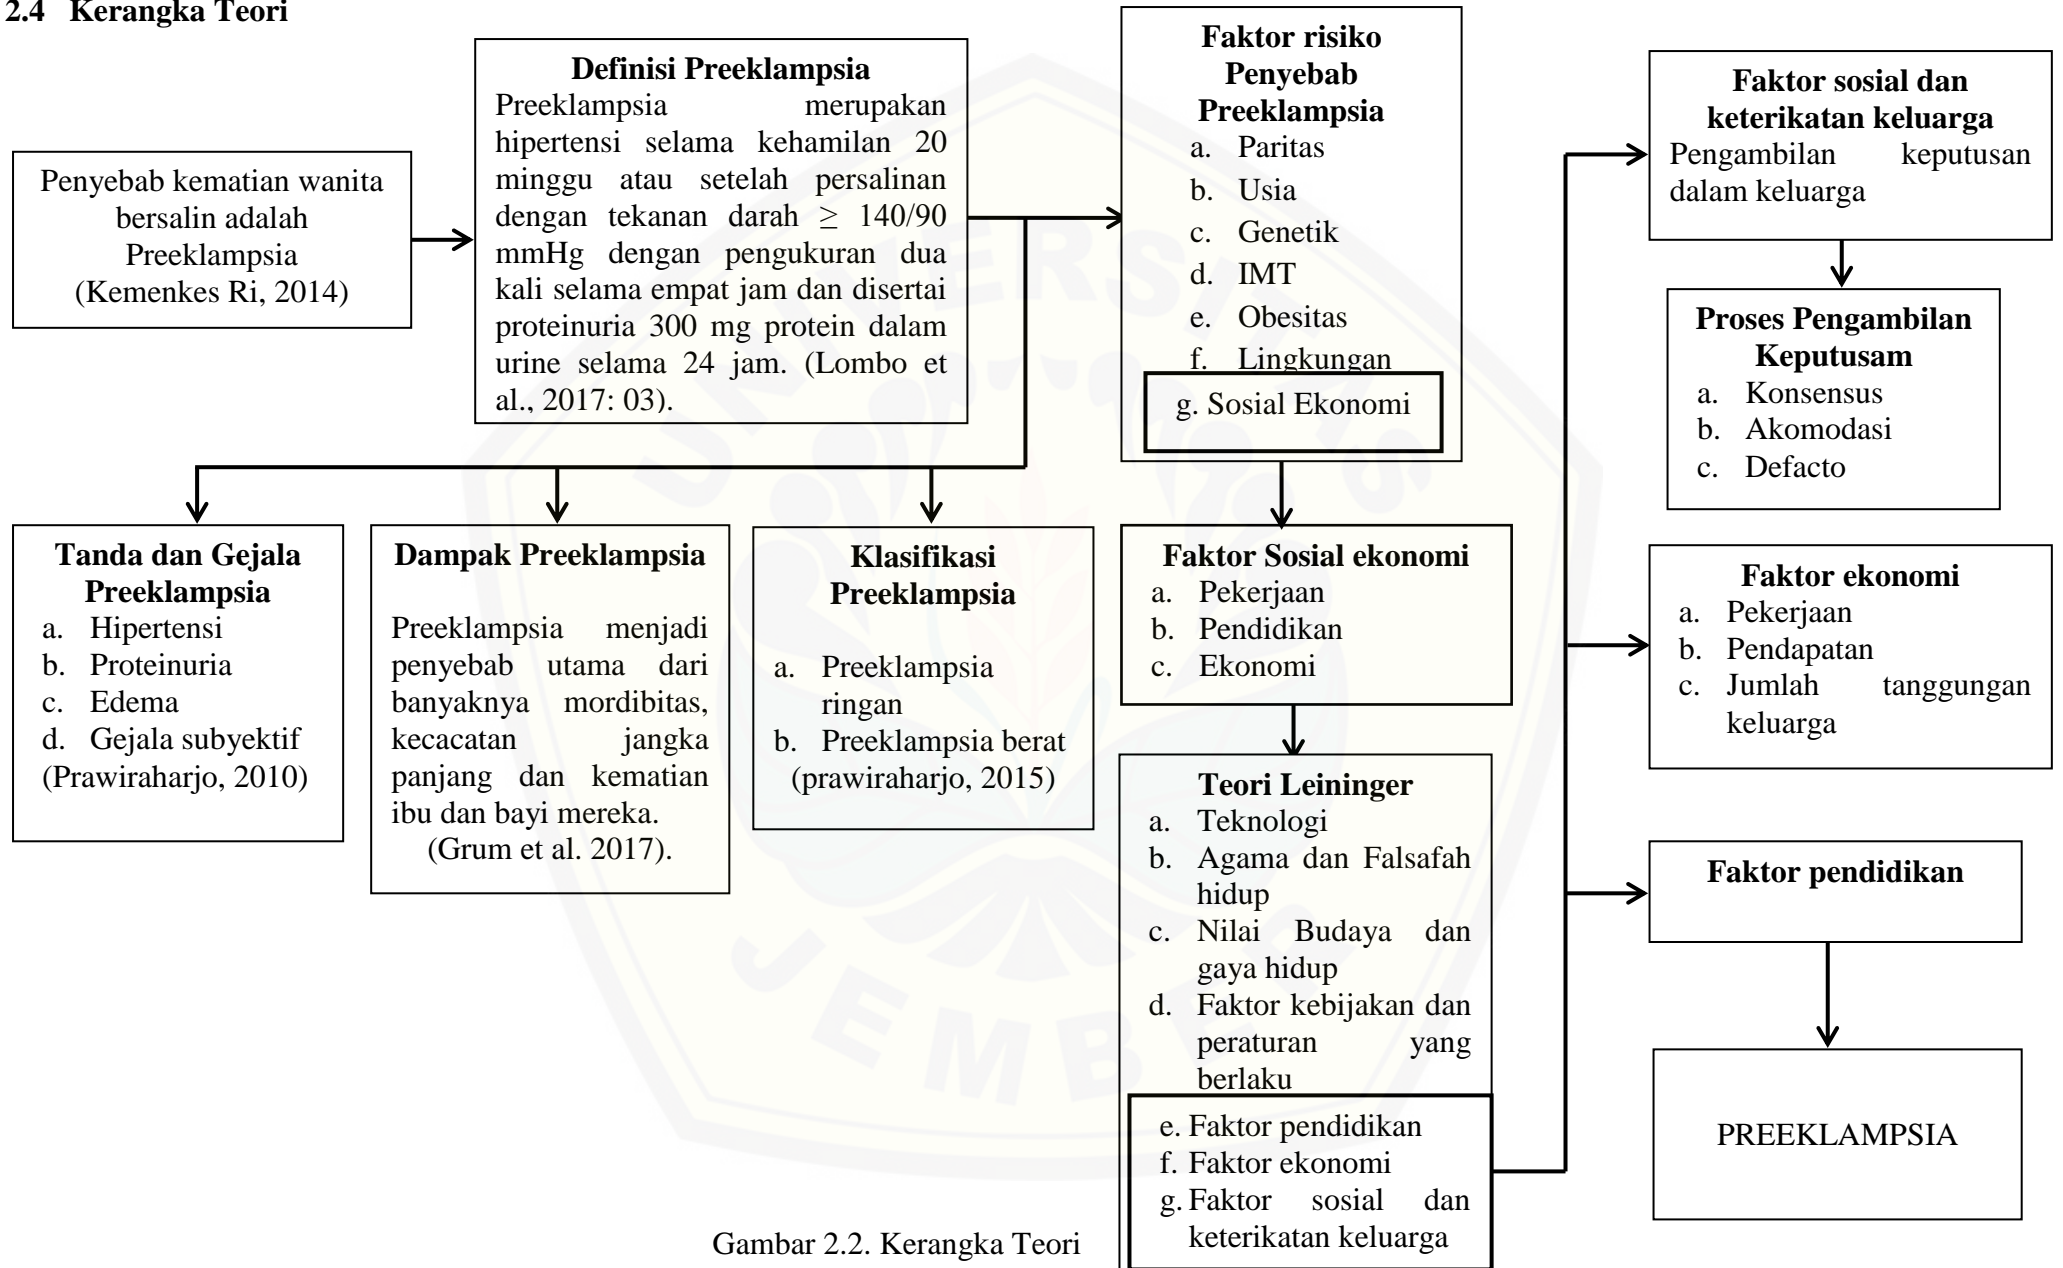 2.4 Kerangka Teori
Penyebab kematian wanita
bersalin adalah
Preeklampsia
(Kemenkes Ri, 2014)
Definisi Preeklampsia
Preeklampsia merupakan
hipertensi selama kehamilan 20
minggu atau setelah persalinan
dengan tekanan darah ≥ 140/90
mmHg dengan pengukuran dua
kali selama empat jam dan disertai
proteinuria 300 mg protein dalam
urine selama 24 jam. (Lombo et
al., 2017: 03).
Faktor risiko
Penyebab
Preeklampsia
a. Paritas
b. Usia
c. Genetik
d. IMT
e. Obesitas
f. Lingkungan
g. Sosial Ekonomi
Faktor sosial dan
keterikatan keluarga
Pengambilan keputusan
dalam keluarga
Proses Pengambilan
Keputusam
a. Konsensus
b. Akomodasi
c. Defacto
Tanda dan Gejala
Preeklampsia
a. Hipertensi
b. Proteinuria
c. Edema
d. Gejala subyektif
(Prawiraharjo, 2010)
Dampak Preeklampsia
Preeklampsia menjadi
penyebab utama dari
banyaknya mordibitas,
kecacatan jangka
panjang dan kematian
ibu dan bayi mereka.
(Grum et al. 2017).
Klasifikasi
Preeklampsia
a. Preeklampsia
ringan
b. Preeklampsia berat
(prawiraharjo, 2015)
Faktor Sosial ekonomi
a. Pekerjaan
b. Pendidikan
c. Ekonomi
Teori Leininger
a. Teknologi
b. Agama dan Falsafah
hidup
c. Nilai Budaya dan
gaya hidup
d. Faktor kebijakan dan
peraturan yang
berlaku
e. Faktor pendidikan
f. Faktor ekonomi
g. Faktor sosial dan
keterikatan keluarga
Faktor ekonomi
a. Pekerjaan
b. Pendapatan
c. Jumlah tanggungan
keluarga
Faktor pendidikan
PREEKLAMPSIA
Gambar 2.2. Kerangka Teori
UNIVERSITAS
JEMBER